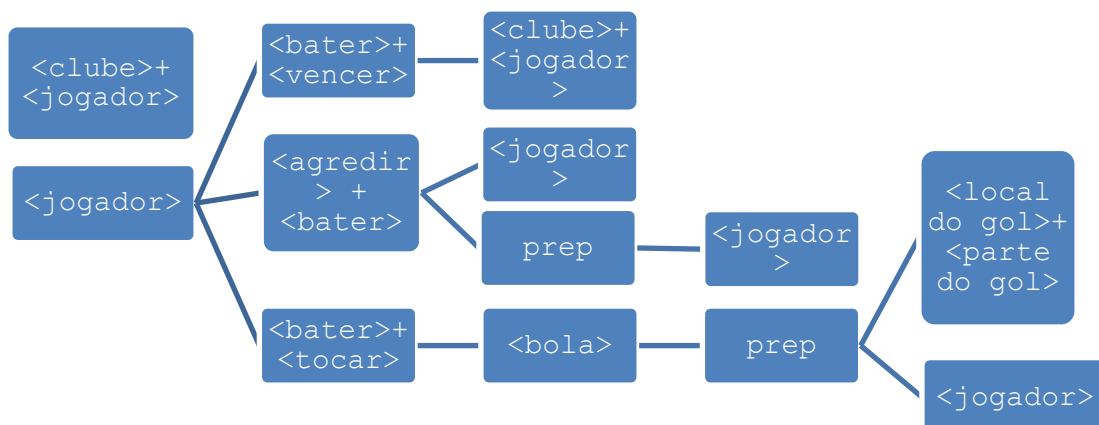 <clube>+
<jogador>
<jogador>
<bater>+
<vencer>
<clube>+
<jogador
>
<agredir
> +
<bater>
<jogador
>
prep
<jogador
>
<bater>+
<tocar>
<bola>
prep
<local
do gol>+
<parte
do gol>
<jogador>